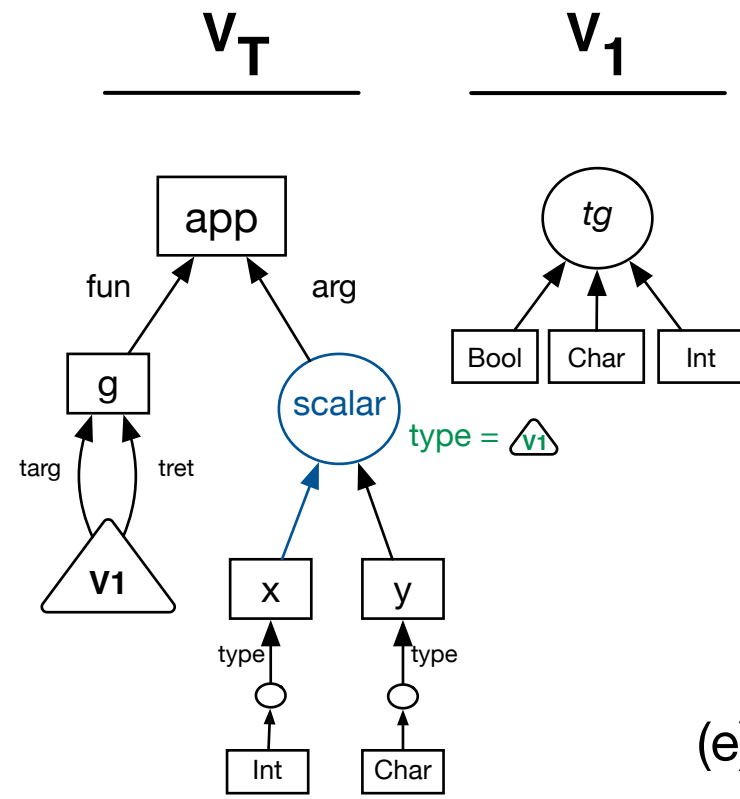 V_T V_1
app tg
fun arg
Bool Char Int
g scalar
type = V1
targ tret
V1
x y
type type
Int Char
(e)